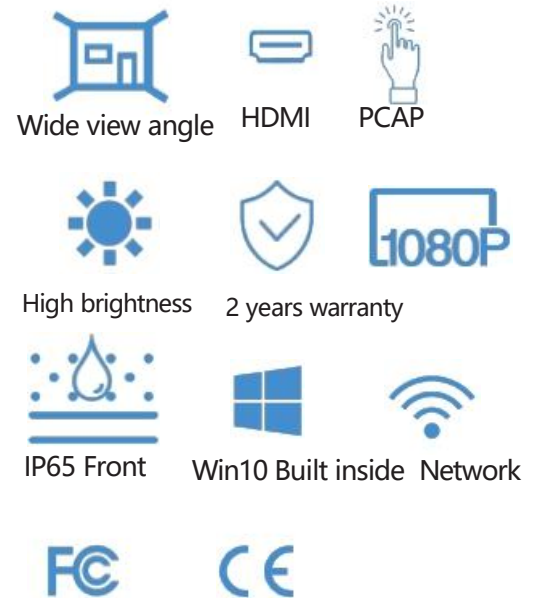 Wide view angle HDMI PCAP
1080P
High brightness 2 years warranty
IP65 Front Win10 Built inside Network
FC CE